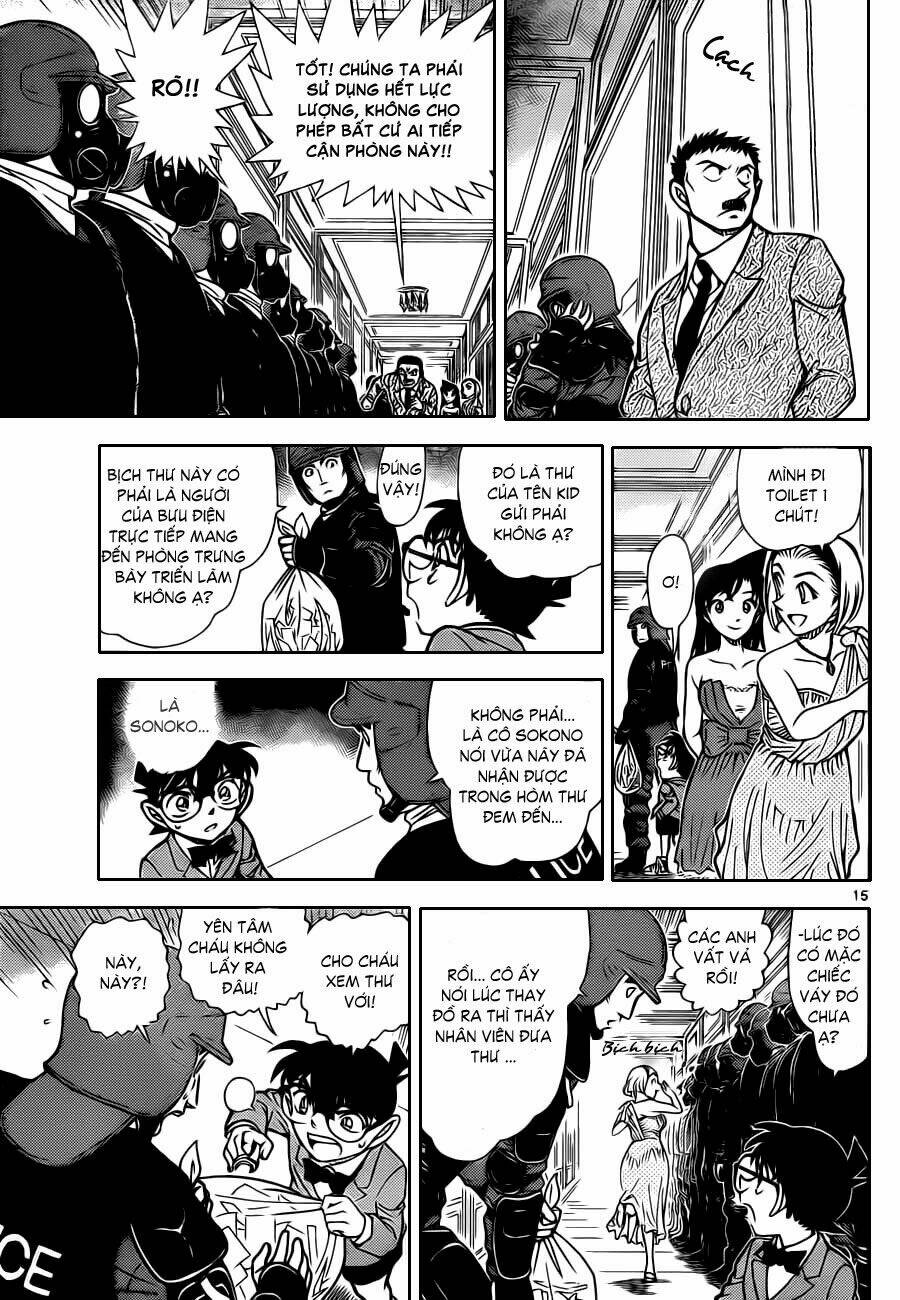 Cạch
TỐT! CHÚNG TA PHẢI
SỬ DỤNG HẾT LỰC
LƯỢNG, KHÔNG CHO
PHÉP BẤT CỨ AI TIẾP
CẬN PHÒNG NÀY!!
RÕ!!
MÌNH ĐI
TOILET 1
CHÚT!
Ơ!
ĐÓ LÀ THƯ
CỦA TÊN KID
GỬI PHẢI
KHÔNG Ạ?
ĐÚNG
VẬY!
BỊCH THƯ NÀY CÓ
PHẢI LÀ NGƯỜI
CỦA BƯU ĐIỆN
TRỰC TIẾP MANG
ĐẾN PHÒNG TRƯNG
BÀY TRIỂN LÃM
KHÔNG Ạ?
KHÔNG PHẢI...
LÀ CÔ SOKONO
NÓI VỪA NÃY ĐÃ
NHẬN ĐƯỢC
TRONG HÒM THƯ
ĐEM ĐẾN...
LÀ
SONOKO...
LICE
15
-LÚC ĐÓ
CÓ MẶC
CHIẾC
VÁY ĐÓ
CHƯA
Ạ?
CÁC ANH
VẤT VẢ
RỒI!
Bịch bịch
RỒI... CÔ ẤY
NÓI LÚC THAY
ĐỒ RA THÌ THẤY
NHÂN VIÊN ĐƯA
THƯ ...
CHO CHÁU
XEM THƯ
VỚI!
YÊN TÂM
CHÁU KHÔNG
LẤY RA
ĐÂU!
NÀY,
NÀY?!
ICE